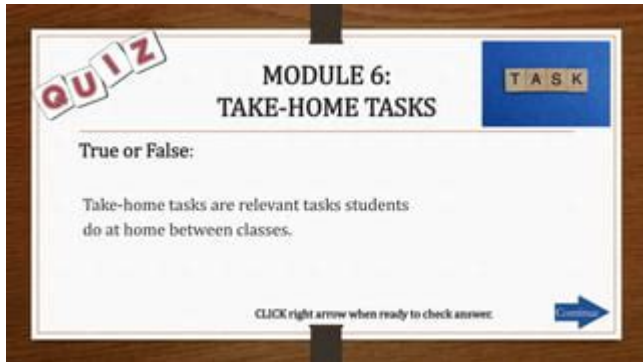 QUIZ
MODULE 6:
TAKE-HOME TASKS
TASK
True or False:
Take-home tasks are relevant tasks students
do at home between classes.
CLICK right arrow when ready to check answer.
Continue